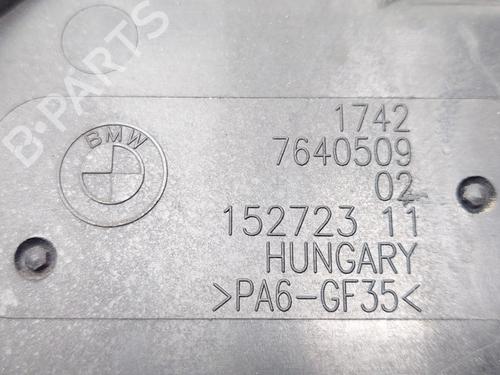 B-PARTS
BMW
1742
7640509
02
152723 11
HUNGARY
>PA6-GF35<